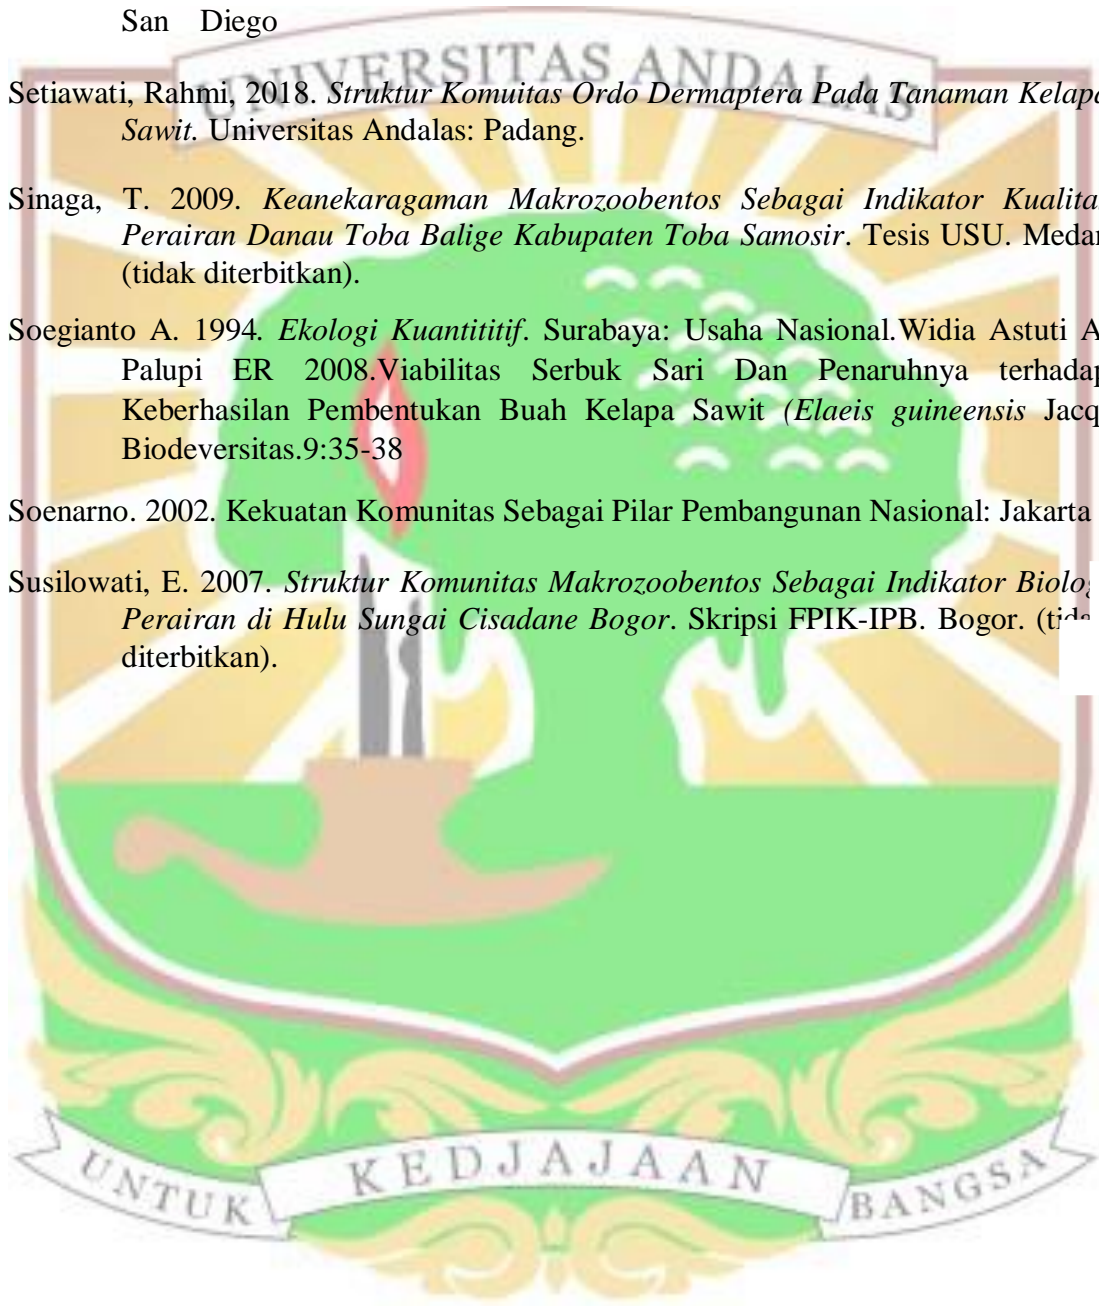 San Diego
UNIVERSITAS ANDALAS
Setiawati, Rahmi, 2018. Struktur Komuitas Ordo Dermaptera Pada Tanaman Kelapa
Sawit. Universitas Andalas: Padang.
Sinaga, T. 2009. Keanekaragaman Makrozoobentos Sebagai Indikator Kualita
Perairan Danau Toba Balige Kabupaten Toba Samosir. Tesis USU. Medan
(tidak diterbitkan).
Soegianto A. 1994. Ekologi Kuantititif. Surabaya: Usaha Nasional.Widia Astuti A
Palupi ER 2008.Viabilitas Serbuk Sari Dan Penaruhnya terhadap
Keberhasilan Pembentukan Buah Kelapa Sawit (Elaeis guineensis Jacq
Biodeversitas.9:35-38
Soenarno. 2002. Kekuatan Komunitas Sebagai Pilar Pembangunan Nasional: Jakarta
Susilowati, E. 2007. Struktur Komunitas Makrozoobentos Sebagai Indikator Biolog
Perairan di Hulu Sungai Cisadane Bogor. Skripsi FPIK-IPB. Bogor. (tida
diterbitkan).
UNTUK KEDJAJAAN BANGSA